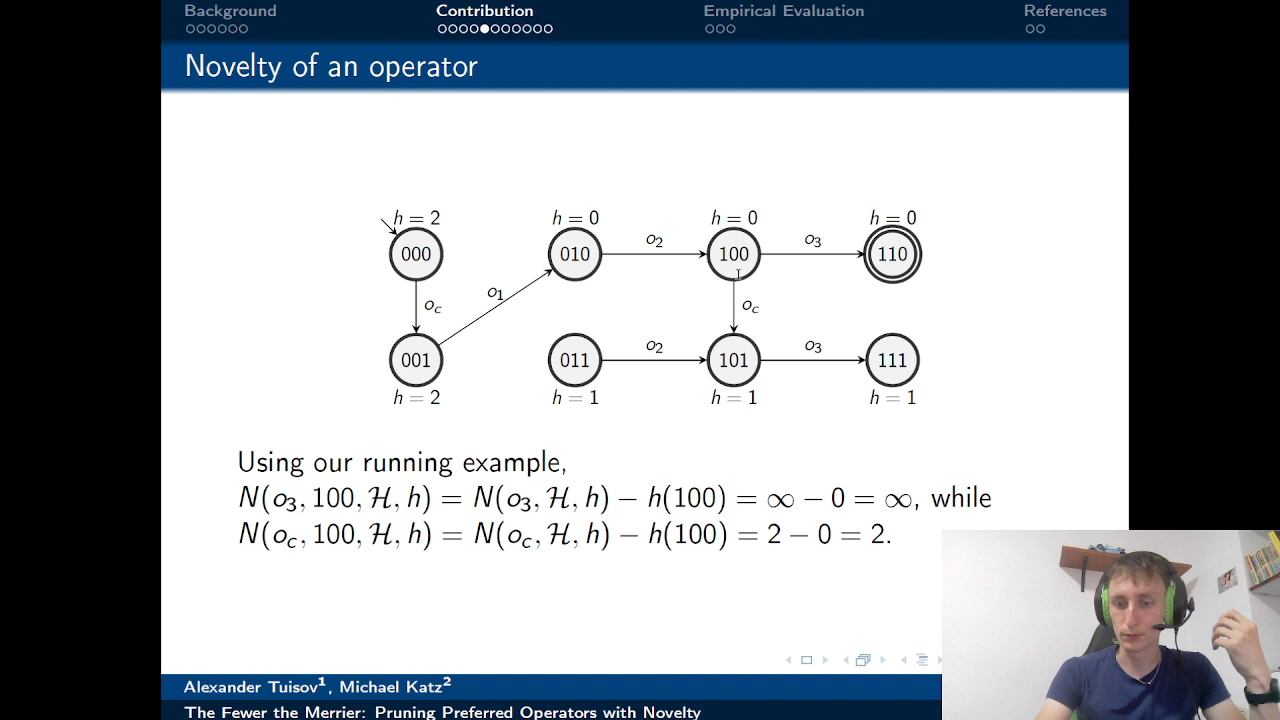 Background Contribution Empirical Evaluation References
Novelty of an operator
h = 2 h = 0 h = 0 h = 0
000 010 100 110
o₂ o₃
o_c o₁ o_c
001 011 101 111
o₂ o₃
h = 2 h = 1 h = 1 h = 1
Using our running example,
N(o₃, 100, ℋ, h) = N(o₃, ℋ, h) − h(100) = ∞ − 0 = ∞, while
N(o_c, 100, ℋ, h) = N(o_c, ℋ, h) − h(100) = 2 − 0 = 2.
Alexander Tuisov¹, Michael Katz²
The Fewer the Merrier: Pruning Preferred Operators with Novelty